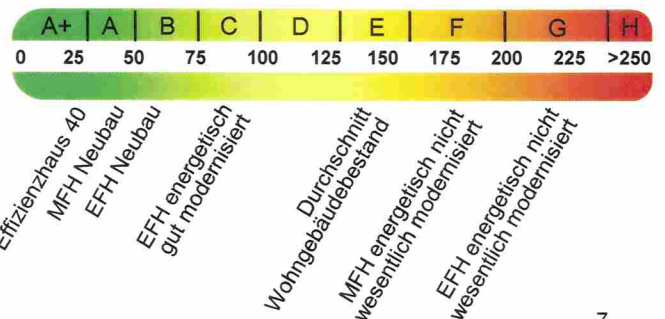 A+ A B C D E F G H
0 25 50 75 100 125 150 175 200 225 >250
Effizienzhaus 40
MFH Neubau
EFH Neubau
EFH energetisch
gut modernisiert
Durchschnitt
Wohngebäudebestand
MFH energetisch nicht
wesentlich modernisiert
EFH energetisch nicht
wesentlich modernisiert